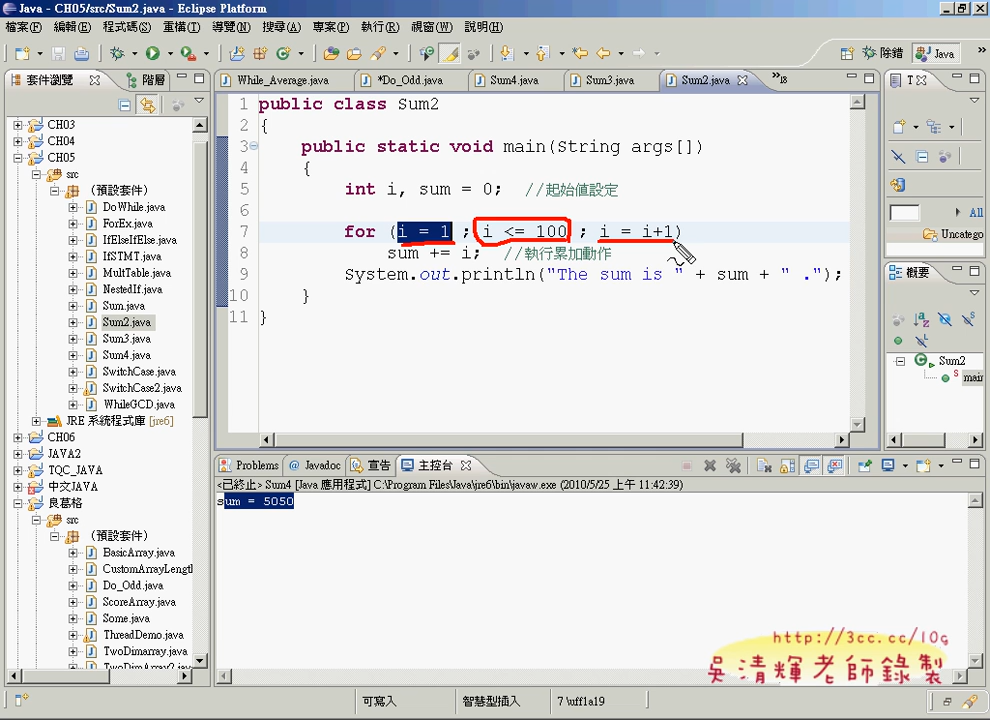 Java - CH05/src/Sum2.java - Eclipse Platform
檔案(F) 編輯(E) 程式碼(S) 重構(T) 導覽(N) 搜尋(A) 專案(P) 執行(R) 視窗(W) 說明(H)
除錯 Java
套件瀏覽 階層
While_Average.java *Do_Odd.java Sum4.java Sum3.java Sum2.java »18
CH03
CH04
CH05
src
(預設套件)
DoWhile.java
ForEx.java
IfElseIfElse.java
IfSTMT.java
MultTable.java
NestedIf.java
Sum.java
Sum2.java
Sum3.java
Sum4.java
SwitchCase.java
SwitchCase2.java
WhileGCD.java
JRE 系統程式庫 [jre6]
CH06
JAVA2
TQC_JAVA
中文JAVA
良葛格
src
(預設套件)
BasicArray.java
CustomArrayLengt
Do_Odd.java
ScoreArray.java
Some.java
ThreadDemo.java
TwoDimarray.java
TwoDimArray2.java
1 public class Sum2
2 {
3 public static void main(String args[])
4 {
5 int i, sum = 0; //起始值設定
6
7 for (i = 1 ; i <= 100 ; i = i+1)
8 sum += i; //執行累加動作
9 System.out.println("The sum is " + sum + " .");
10 }
11 }
T
All
Uncatego
概要
Sum2
main
Problems @ Javadoc 宣告 主控台
<已終止> Sum4 [Java 應用程式] C:\Program Files\Java\jre6\bin\javaw.exe (2010/5/25 上午 11:42:39)
sum = 5050
http://3cc.cc/10g
吳清輝老師錄製
可寫入 智慧型插入 7 \uff1a19